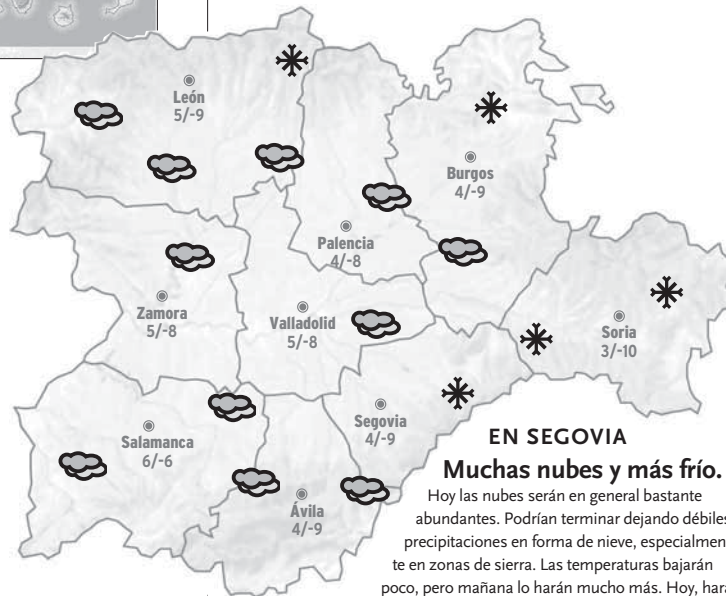 León
5/-9
Burgos
4/-9
Palencia
4/-8
Zamora
5/-8
Valladolid
5/-8
Soria
3/-10
Segovia
4/-9
Salamanca
6/-6
Ávila
4/-9
EN SEGOVIA
Muchas nubes y más frío.
Hoy las nubes serán en general bastante
abundantes. Podrían terminar dejando débiles
precipitaciones en forma de nieve, especialmen
te en zonas de sierra. Las temperaturas bajarán
poco, pero mañana lo harán mucho más. Hoy, hará